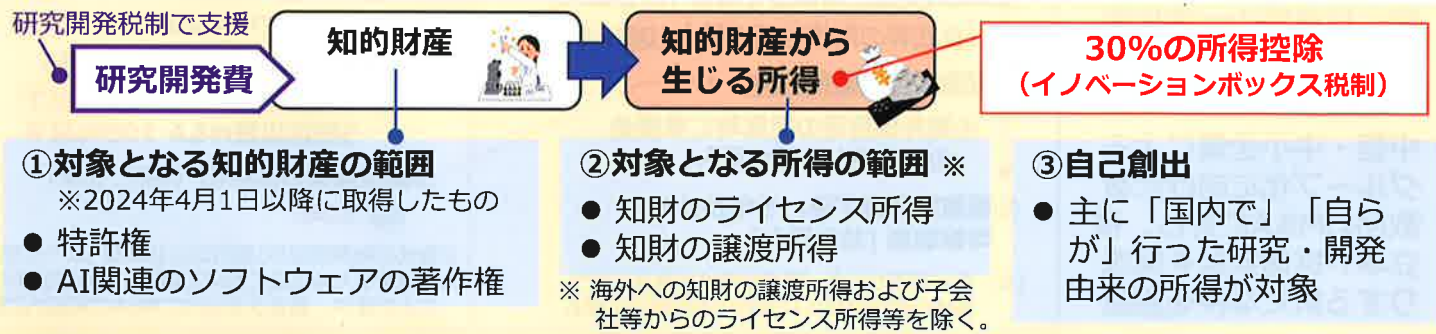 研究開発税制で支援
研究開発費
知的財産
知的財産から
生じる所得
30%の所得控除
（イノベーションボックス税制）
①対象となる知的財産の範囲
※2024年4月1日以降に取得したもの
● 特許権
● AI関連のソフトウェアの著作権
②対象となる所得の範囲 ※
● 知財のライセンス所得
● 知財の譲渡所得
※ 海外への知財の譲渡所得および子会
社等からのライセンス所得等を除く。
③自己創出
● 主に「国内で」「自ら
が」行った研究・開発
由来の所得が対象